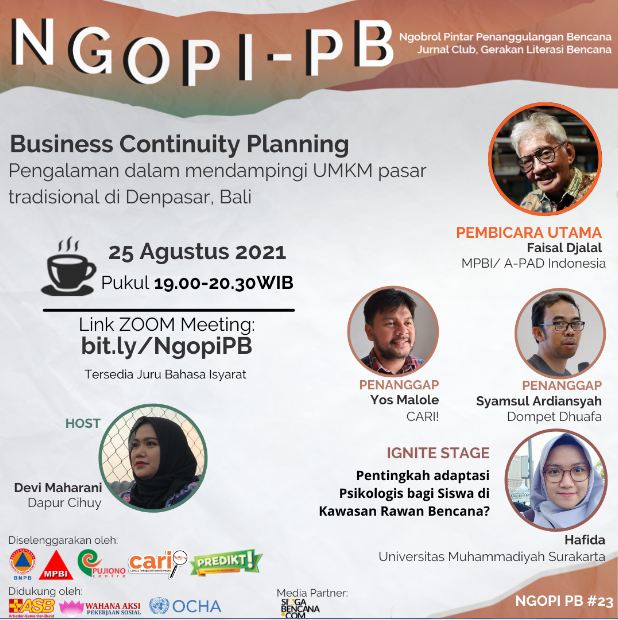 NGOPI-PB
Ngobrol Pintar Penanggulangan Bencana
Jurnal Club, Gerakan Literasi Bencana
Business Continuity Planning
Pengalaman dalam mendampingi UMKM pasar
tradisional di Denpasar, Bali
25 Agustus 2021
Pukul 19.00-20.30WIB
Link ZOOM Meeting:
bit.ly/NgopiPB
Tersedia Juru Bahasa Isyarat
PEMBICARA UTAMA
Faisal Djalal
MPBI/ A-PAD Indonesia
PENANGGAP
Yos Malole
CARI!
PENANGGAP
Syamsul Ardiansyah
Dompet Dhuafa
HOST
Devi Maharani
Dapur Cihuy
IGNITE STAGE
Pentingkah adaptasi
Psikologis bagi Siswa di
Kawasan Rawan Bencana?
Hafida
Universitas Muhammadiyah Surakarta
Diselenggarakan oleh:
BNPB
MPBI
PUJIONO
centre
cari
PREDIKT!
Didukung oleh:
ASB
Arbeiter-Samariter-Bund
WAHANA AKSI
PEKERJAAN SOSIAL
OCHA
Media Partner:
SIAGA
BENCANA
.COM
NGOPI PB #23